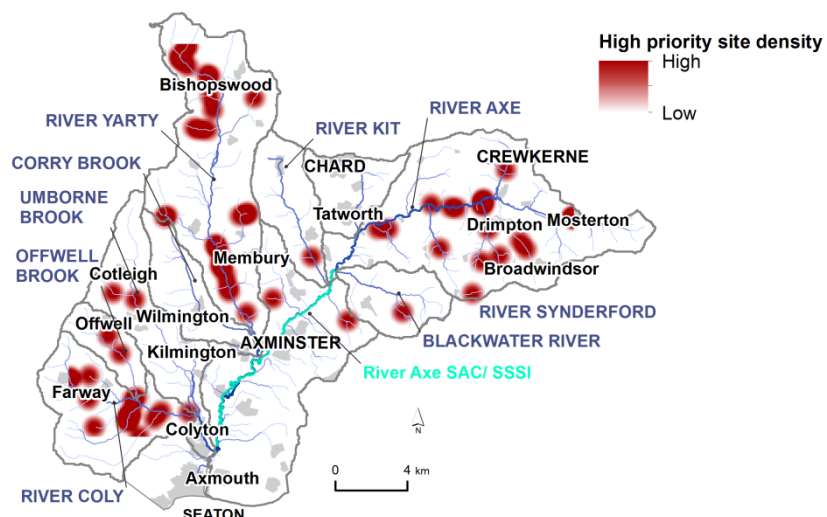 High priority site density
High
Low
Bishopswood
RIVER YARTY
RIVER KIT
RIVER AXE
CORRY BROOK
CHARD
CREWKERNE
UMBORNE
BROOK
Tatworth
Mosterton
Drimpton
OFFWELL
BROOK
Membury
Broadwindsor
Cotleigh
RIVER SYNDERFORD
Offwell
Wilmington
BLACKWATER RIVER
Kilmington
AXMINSTER
River Axe SAC/ SSSI
Farway
Colyton
N
Axmouth
0 4 km
RIVER COLY
SEATON